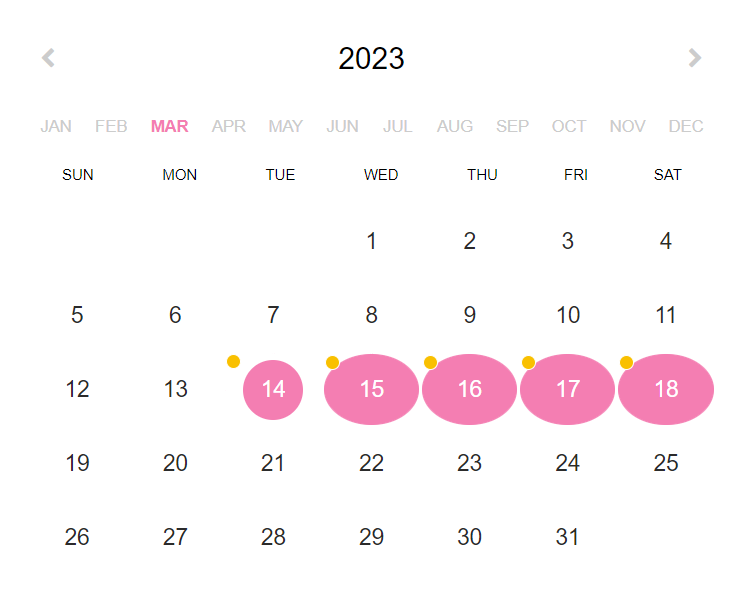 2023
JAN FEB MAR APR MAY JUN JUL AUG SEP OCT NOV DEC
SUN MON TUE WED THU FRI SAT
1 2 3 4
5 6 7 8 9 10 11
12 13 14 15 16 17 18
19 20 21 22 23 24 25
26 27 28 29 30 31